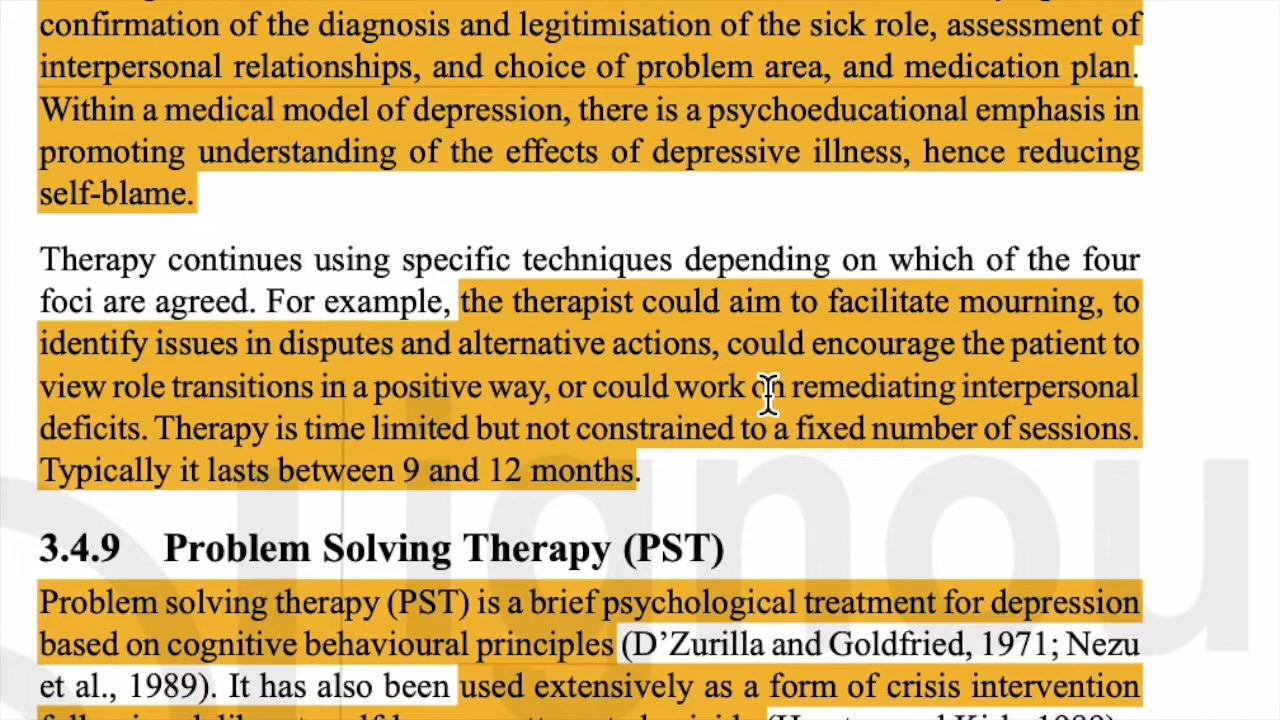 confirmation of the diagnosis and legitimisation of the sick role, assessment of
interpersonal relationships, and choice of problem area, and medication plan.
Within a medical model of depression, there is a psychoeducational emphasis in
promoting understanding of the effects of depressive illness, hence reducing
self-blame.
Therapy continues using specific techniques depending on which of the four
foci are agreed. For example, the therapist could aim to facilitate mourning, to
identify issues in disputes and alternative actions, could encourage the patient to
view role transitions in a positive way, or could work on remediating interpersonal
deficits. Therapy is time limited but not constrained to a fixed number of sessions.
Typically it lasts between 9 and 12 months.
ignou
3.4.9 Problem Solving Therapy (PST)
Problem solving therapy (PST) is a brief psychological treatment for depression
based on cognitive behavioural principles (D’Zurilla and Goldfried, 1971; Nezu
et al., 1989). It has also been used extensively as a form of crisis intervention